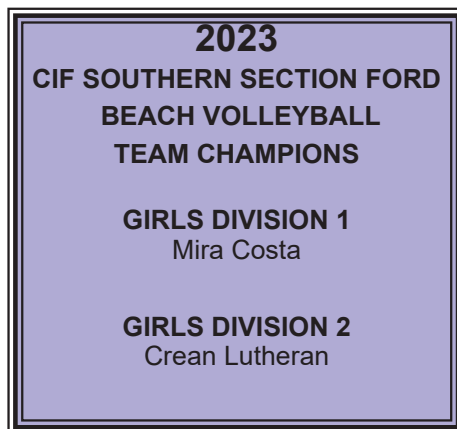 2023
CIF SOUTHERN SECTION FORD
BEACH VOLLEYBALL
TEAM CHAMPIONS
GIRLS DIVISION 1
Mira Costa
GIRLS DIVISION 2
Crean Lutheran